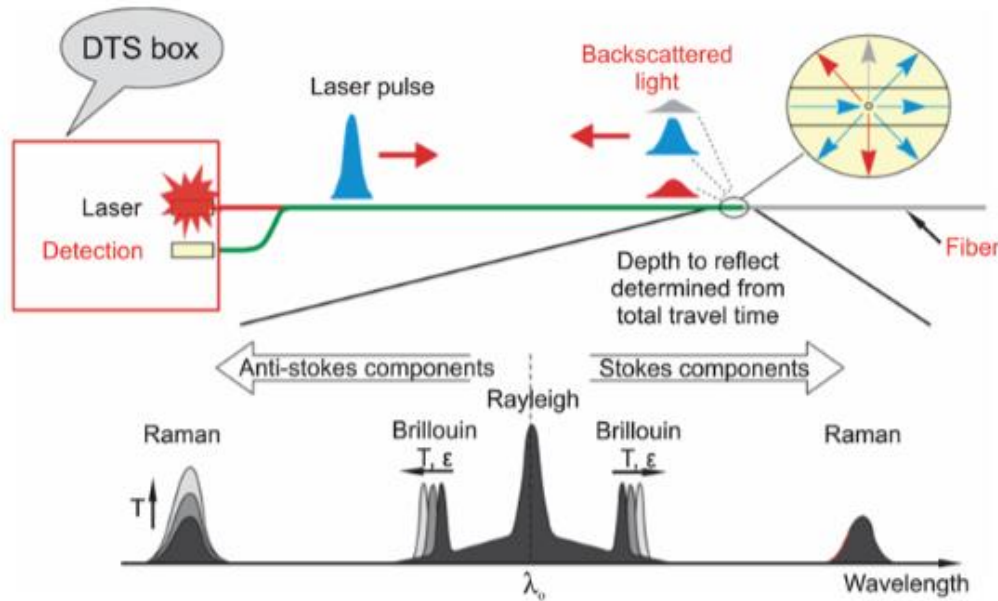 DTS box
Laser pulse
Backscattered
light
Laser
Detection
Fiber
Depth to reflect
determined from
total travel time
Anti-stokes components
Stokes components
Rayleigh
Raman
Brillouin
Brillouin
Raman
T, ε
T, ε
T
λₒ
Wavelength